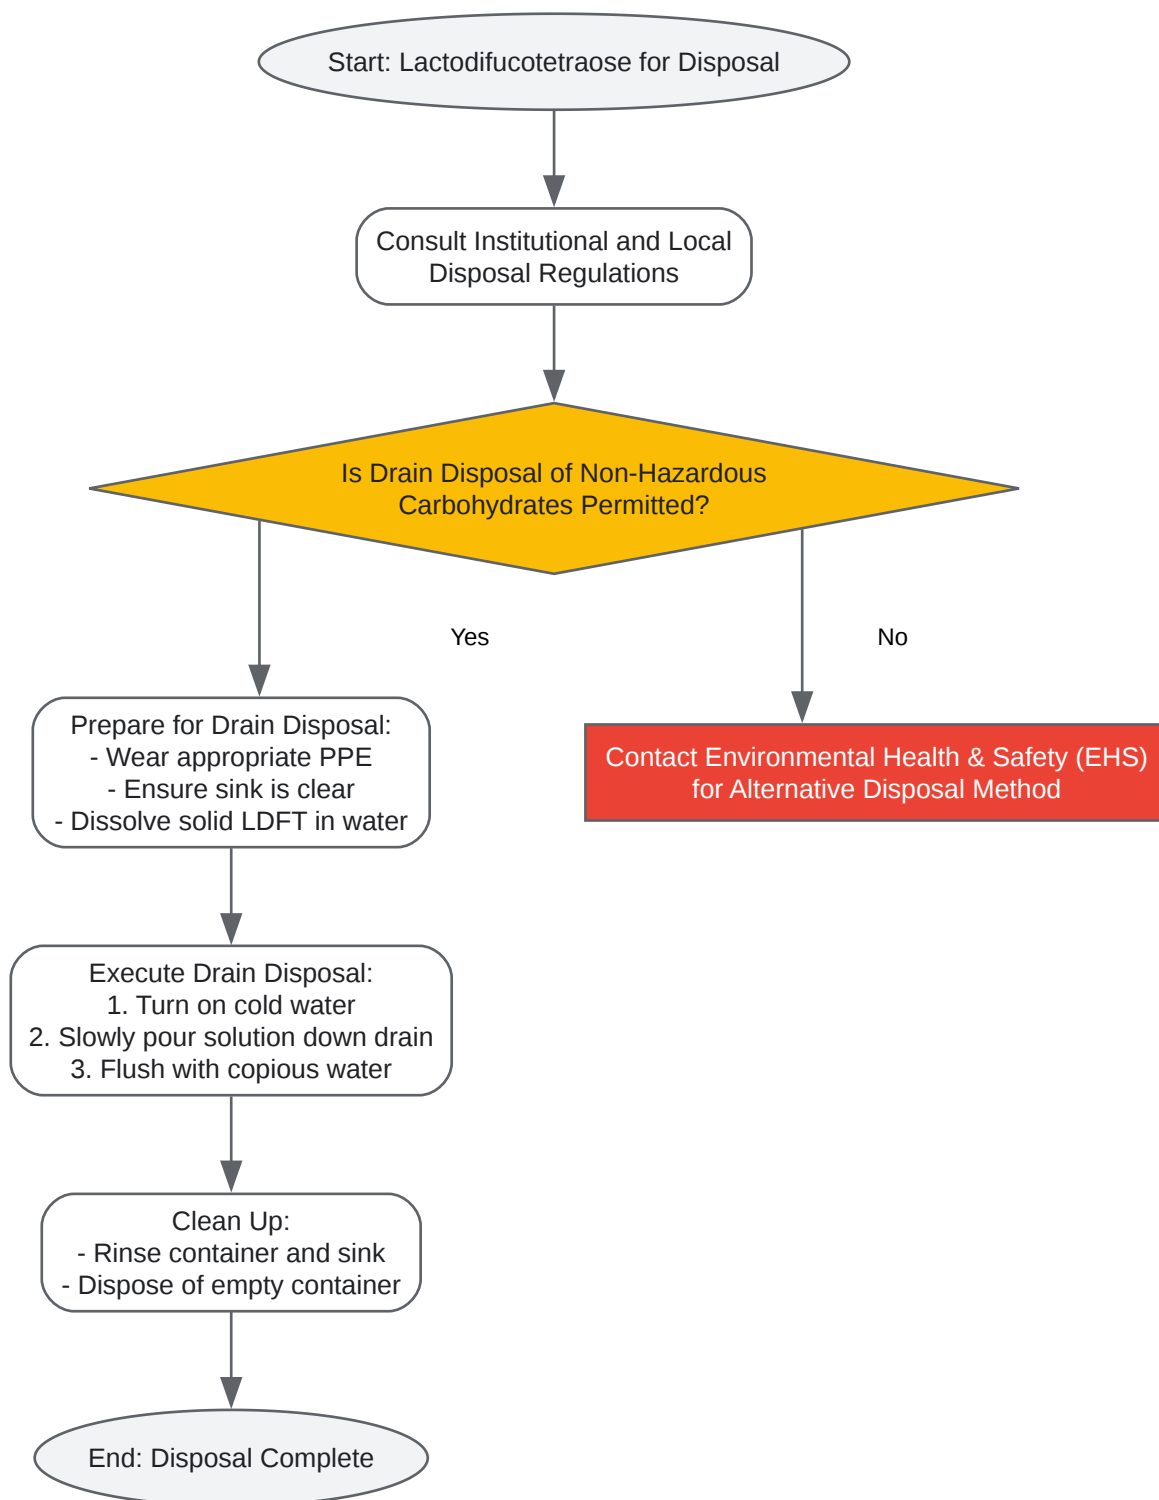 Start: Lactodifucotetraose for Disposal
Consult Institutional and Local
Disposal Regulations
Is Drain Disposal of Non-Hazardous
Carbohydrates Permitted?
Yes
No
Prepare for Drain Disposal:
- Wear appropriate PPE
- Ensure sink is clear
- Dissolve solid LDFT in water
Contact Environmental Health & Safety (EHS)
for Alternative Disposal Method
Execute Drain Disposal:
1. Turn on cold water
2. Slowly pour solution down drain
3. Flush with copious water
Clean Up:
- Rinse container and sink
- Dispose of empty container
End: Disposal Complete